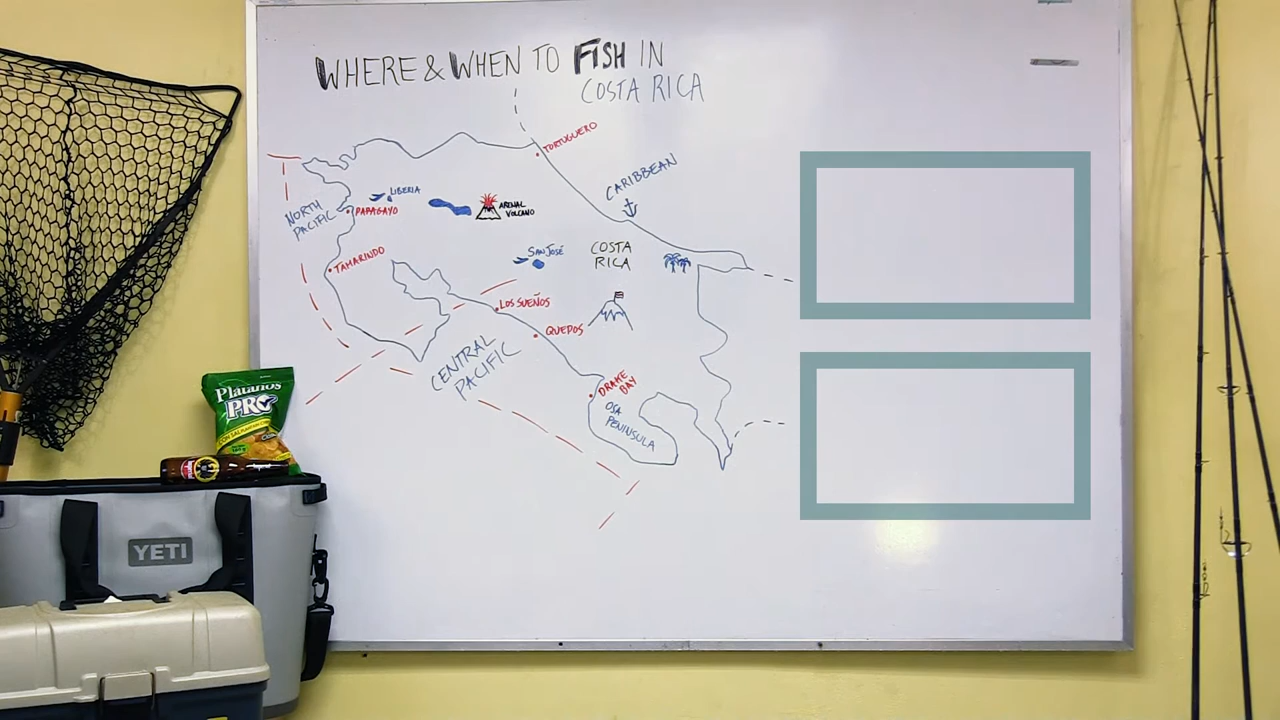 WHERE & WHEN TO FISH IN
COSTA RICA
TORTUGUERO
CARIBBEAN
LIBERIA
NORTH
PACIFIC
PAPAGAYO
ARENAL
VOLCANO
TAMARINDO
SAN JOSÉ
COSTA
RICA
LOS SUEÑOS
QUEPOS
CENTRAL
PACIFIC
DRAKE
BAY
OSA
PENINSULA
Platanos
PRO
YETI